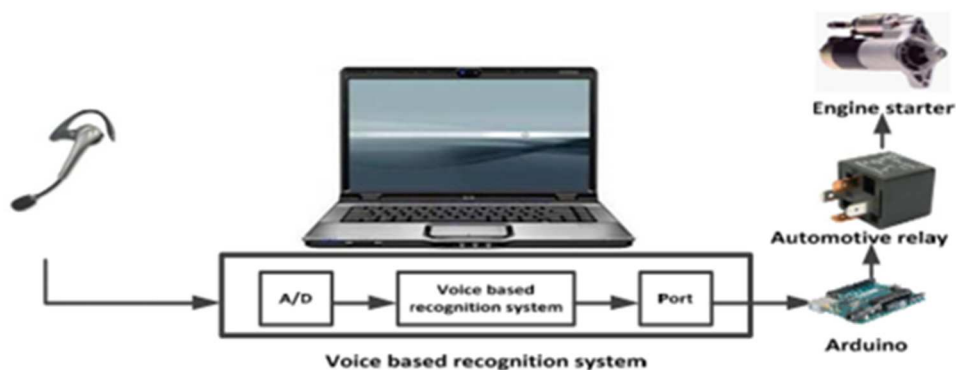 Engine starter
Automotive relay
A/D
Voice based
recognition system
Port
Arduino
Voice based recognition system